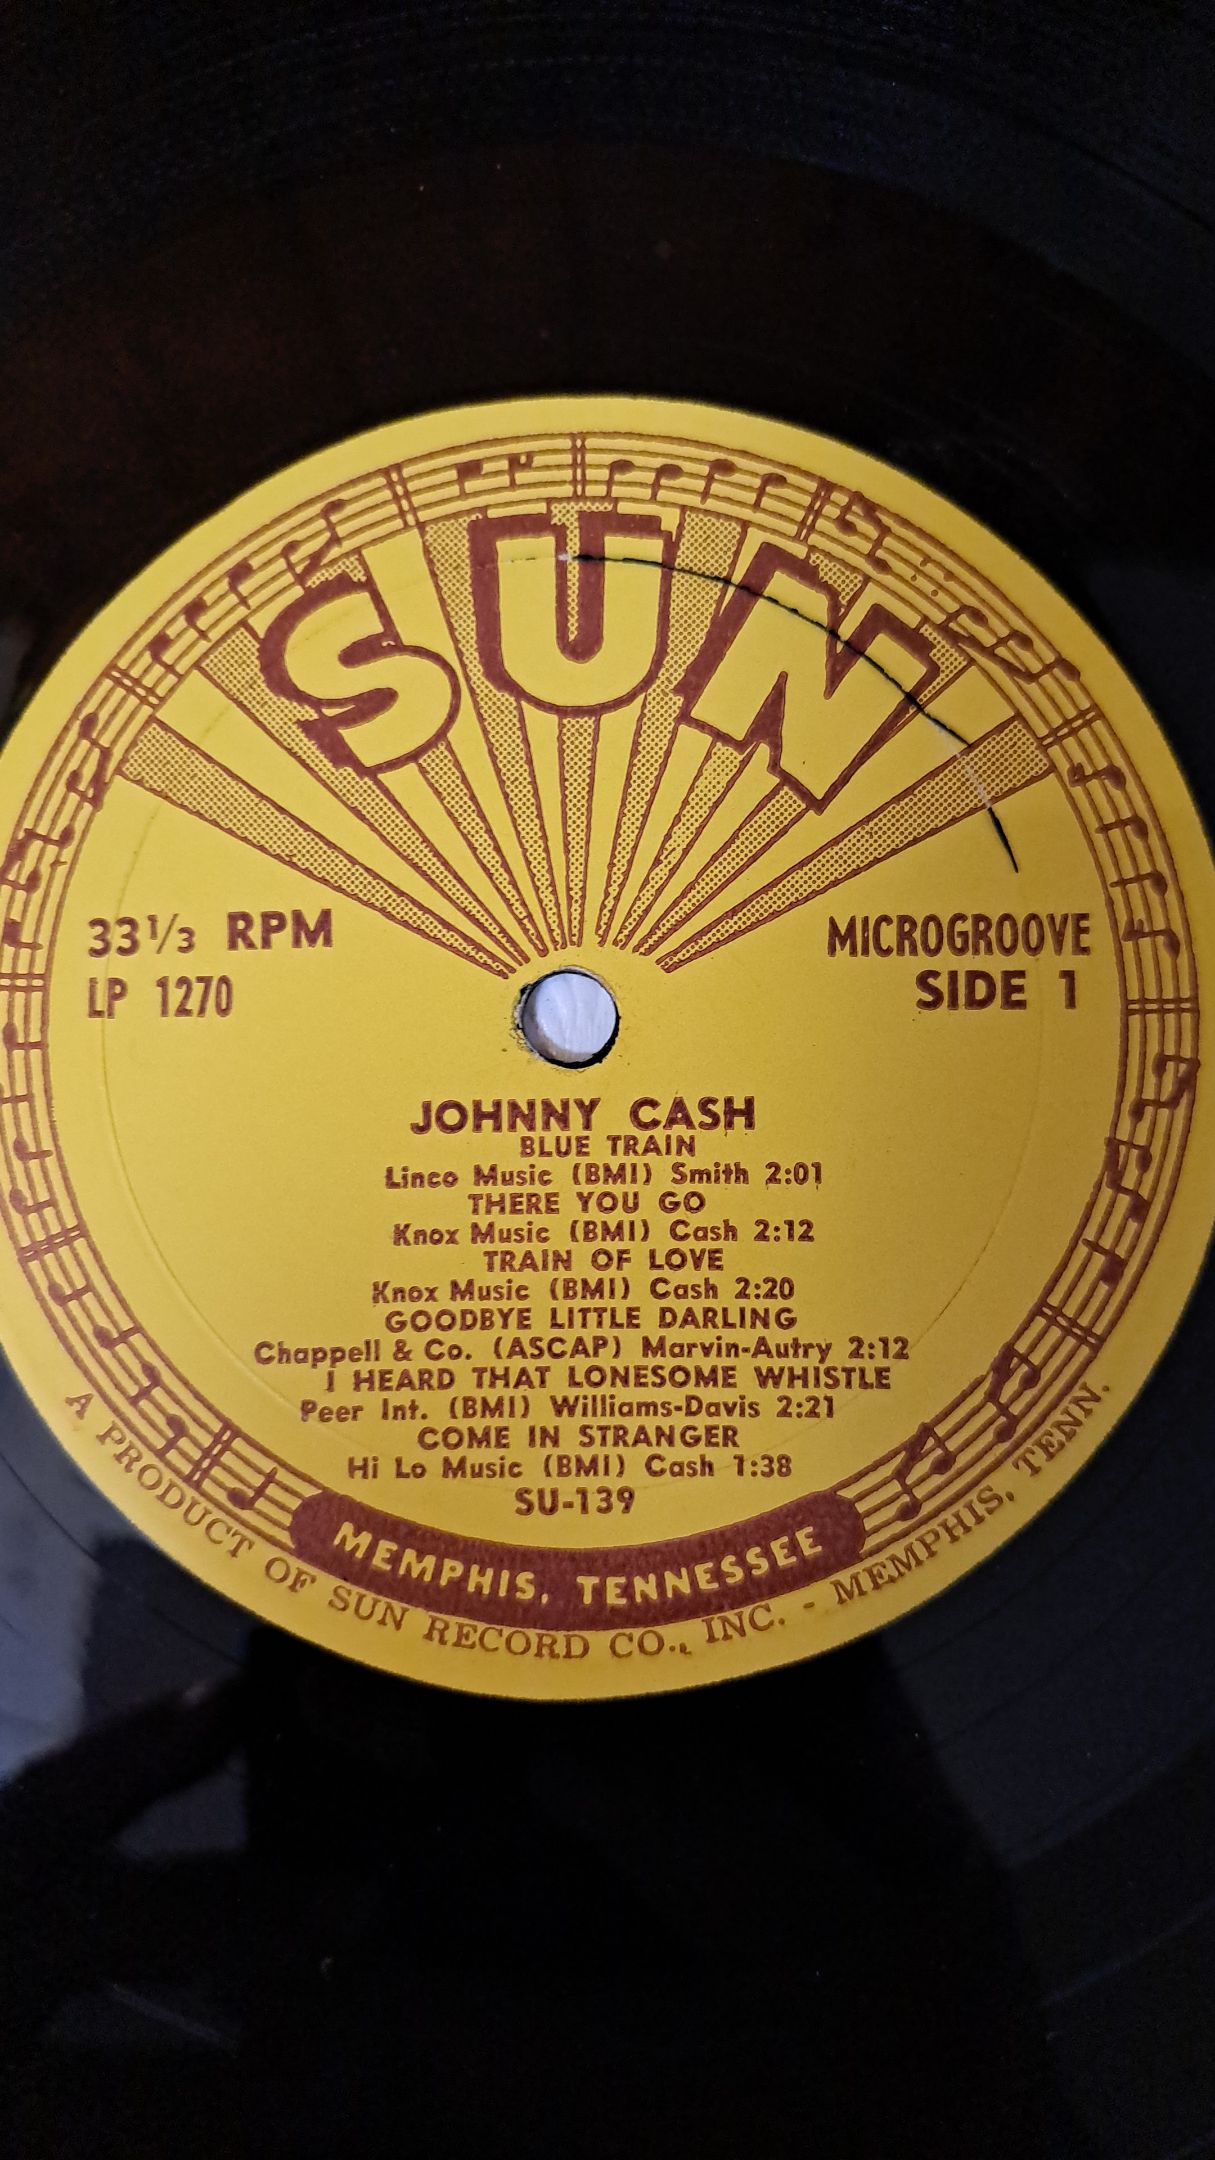 SUN
33 1/3 RPM
LP 1270
MICROGROOVE
SIDE 1
JOHNNY CASH
BLUE TRAIN
Linco Music (BMI) Smith 2:01
THERE YOU GO
Knox Music (BMI) Cash 2:12
TRAIN OF LOVE
Knox Music (BMI) Cash 2:20
GOODBYE LITTLE DARLING
Chappell & Co. (ASCAP) Marvin-Autry 2:12
I HEARD THAT LONESOME WHISTLE
Peer Int. (BMI) Williams-Davis 2:21
COME IN STRANGER
Hi Lo Music (BMI) Cash 1:38
SU-139
MEMPHIS, TENNESSEE
A PRODUCT OF SUN RECORD CO., INC. - MEMPHIS, TENN.